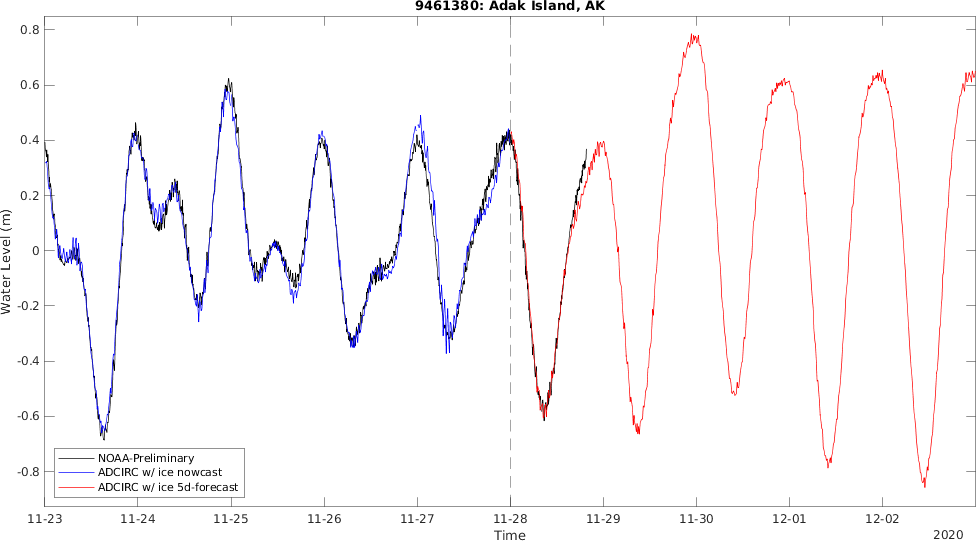 9461380: Adak Island, AK
Water Level (m)
0.8
0.6
0.4
0.2
0
-0.2
-0.4
-0.6
-0.8
NOAA-Preliminary
ADCIRC w/ ice nowcast
ADCIRC w/ ice 5d-forecast
11-23 11-24 11-25 11-26 11-27 11-28 11-29 11-30 12-01 12-02
Time
2020